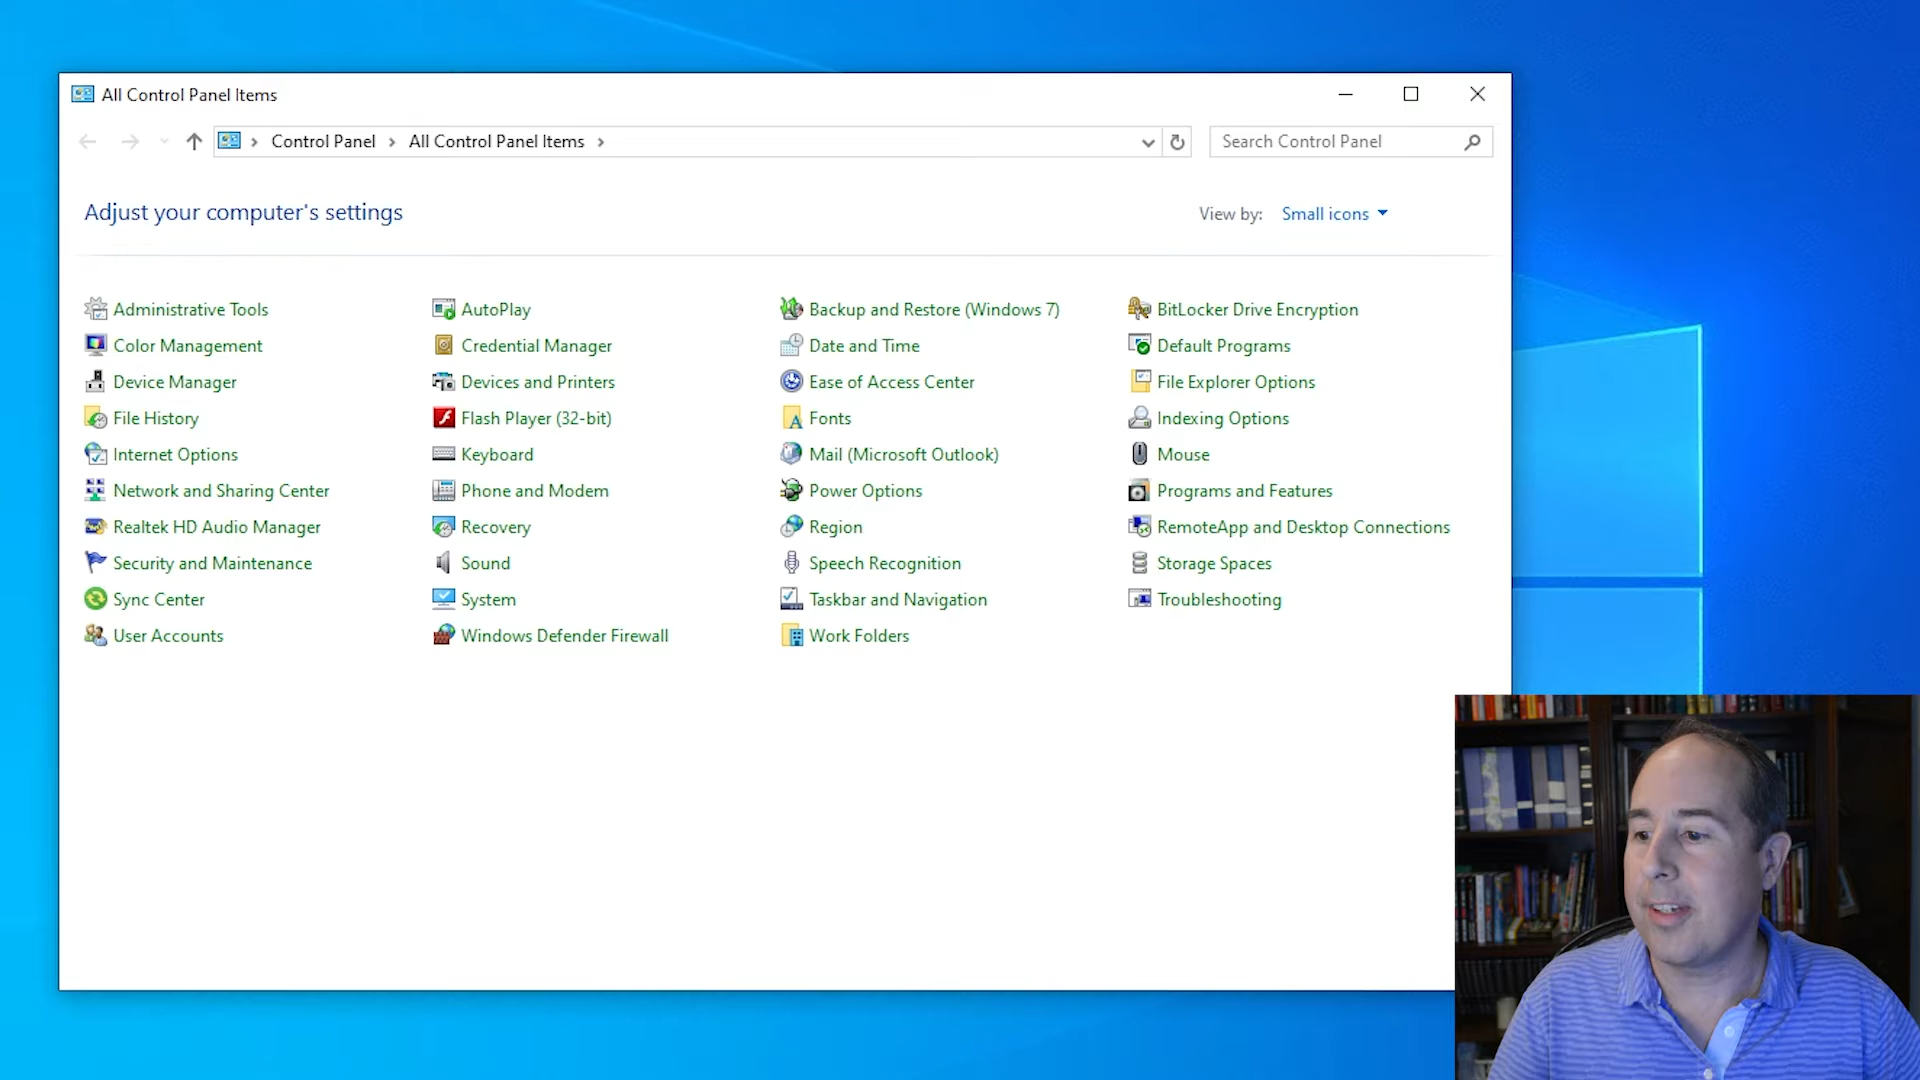 All Control Panel Items
Control Panel > All Control Panel Items >
Search Control Panel
Adjust your computer's settings
View by: Small icons
Administrative Tools AutoPlay Backup and Restore (Windows 7) BitLocker Drive Encryption
Color Management Credential Manager Date and Time Default Programs
Device Manager Devices and Printers Ease of Access Center File Explorer Options
File History Flash Player (32-bit) Fonts Indexing Options
Internet Options Keyboard Mail (Microsoft Outlook) Mouse
Network and Sharing Center Phone and Modem Power Options Programs and Features
Realtek HD Audio Manager Recovery Region RemoteApp and Desktop Connections
Security and Maintenance Sound Speech Recognition Storage Spaces
Sync Center System Taskbar and Navigation Troubleshooting
User Accounts Windows Defender Firewall Work Folders